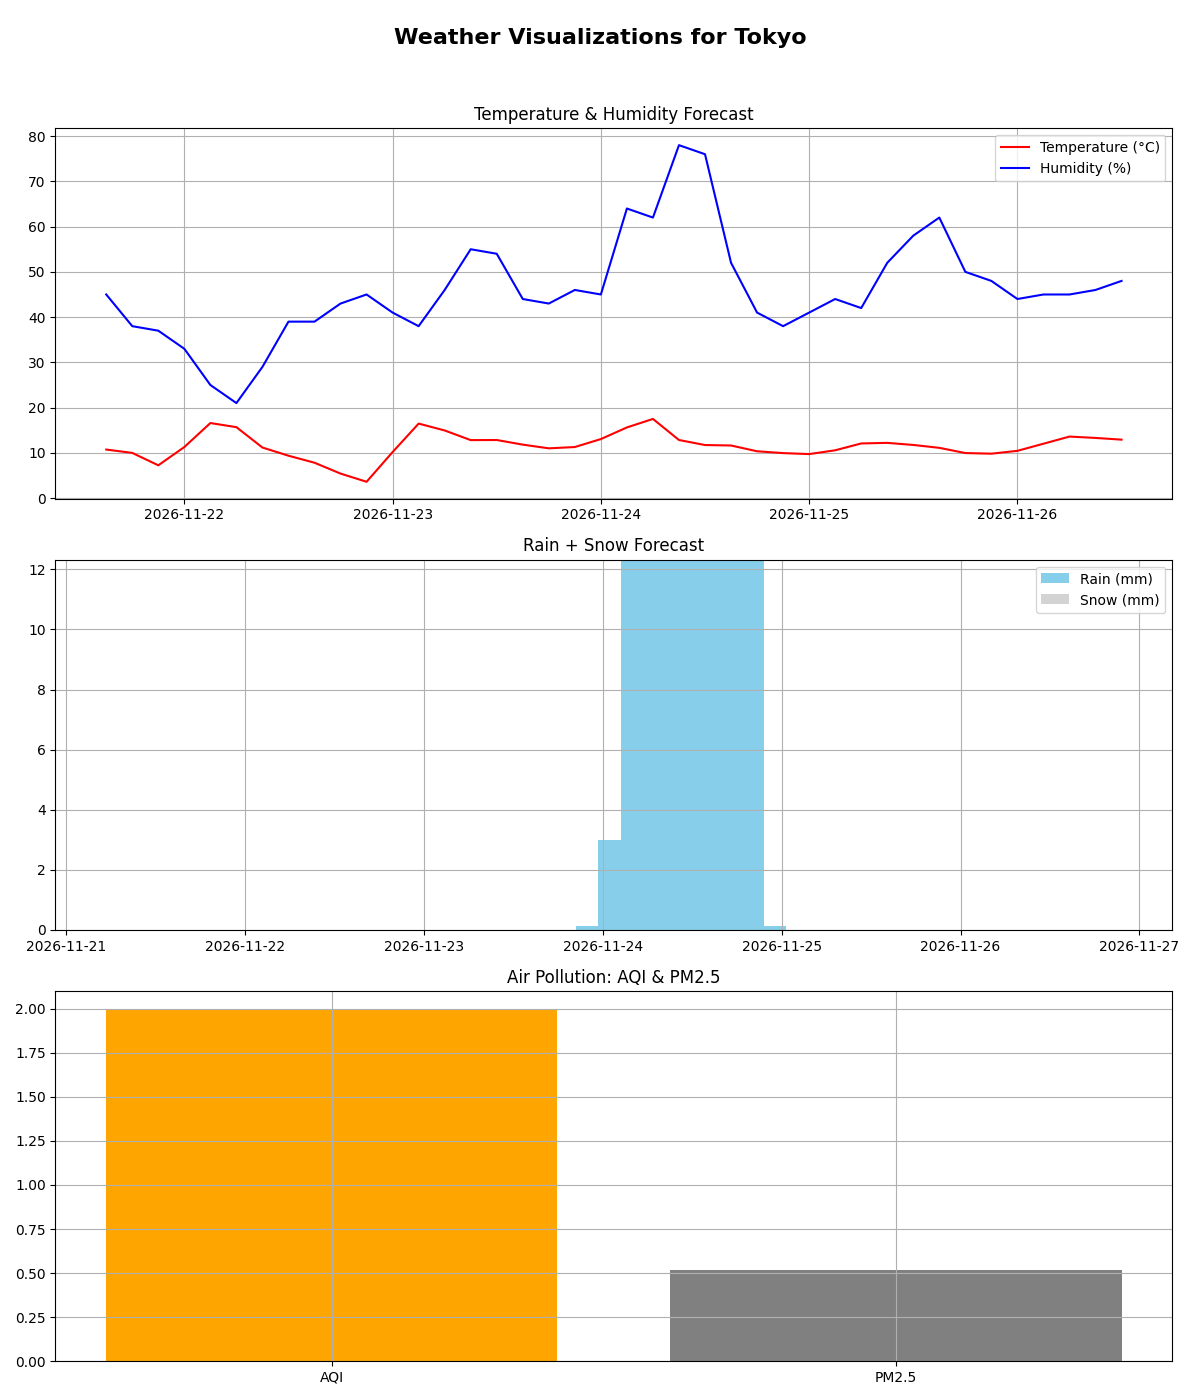 Weather Visualizations for Tokyo
Temperature & Humidity Forecast
80
70
60
50
40
30
20
10
0
Temperature (°C)
Humidity (%)
2026-11-22 2026-11-23 2026-11-24 2026-11-25 2026-11-26
Rain + Snow Forecast
12
10
8
6
4
2
0
Rain (mm)
Snow (mm)
2026-11-21 2026-11-22 2026-11-23 2026-11-24 2026-11-25 2026-11-26 2026-11-27
Air Pollution: AQI & PM2.5
2.00
1.75
1.50
1.25
1.00
0.75
0.50
0.25
0.00
AQI PM2.5